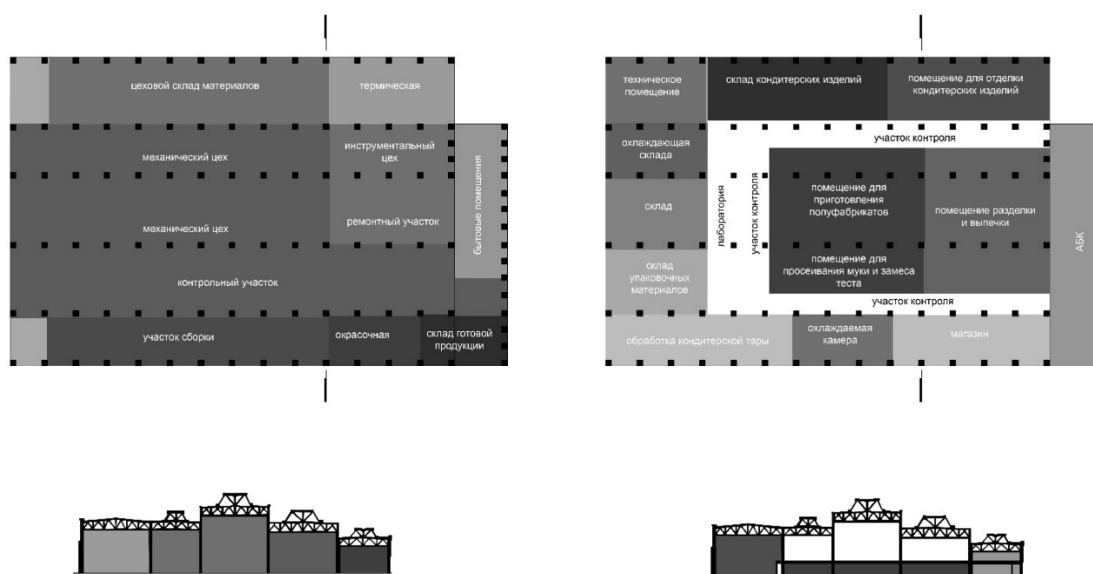 цеховой склад материалов
термическая
механический цех
инструментальный
цех
механический цех
ремонтный участок
бытовые помещения
контрольный участок
участок сборки
окрасочная
склад готовой
продукции
техническое
помещение
склад кондитерских изделий
помещение для отделки
кондитерских изделий
участок контроля
охлаждающая
склада
лаборатория
участок контроля
помещение для
приготовления
полуфабрикатов
склад
помещение разделки
и выпечки
АБК
склад
упаковочных
материалов
помещение для
просеивания муки и замеса
теста
участок контроля
обработка кондитерской тары
охлаждаемая
камера
магазин